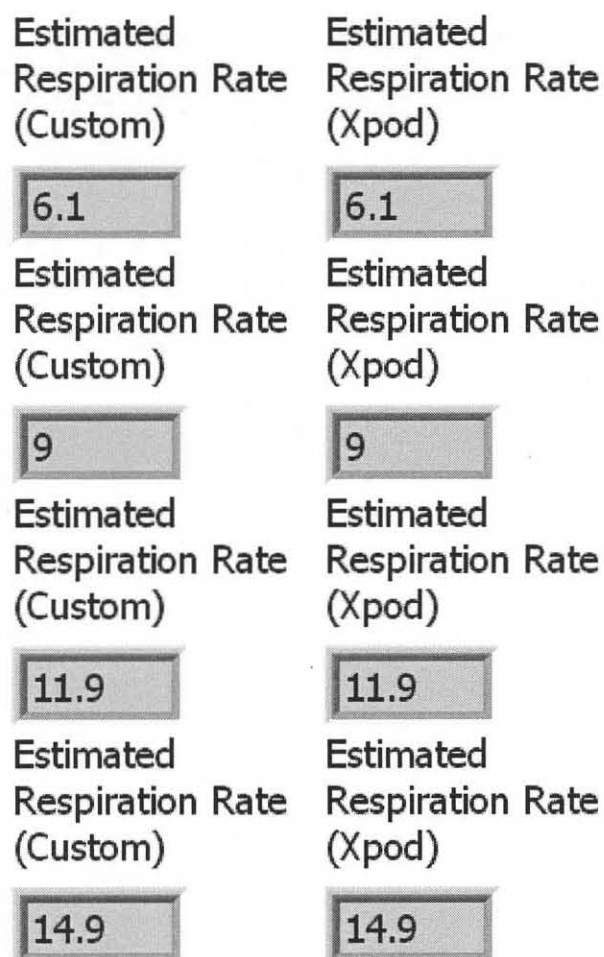 Estimated Estimated
Respiration Rate Respiration Rate
(Custom) (Xpod)
6.1 6.1
Estimated Estimated
Respiration Rate Respiration Rate
(Custom) (Xpod)
9 9
Estimated Estimated
Respiration Rate Respiration Rate
(Custom) (Xpod)
11.9 11.9
Estimated Estimated
Respiration Rate Respiration Rate
(Custom) (Xpod)
14.9 14.9